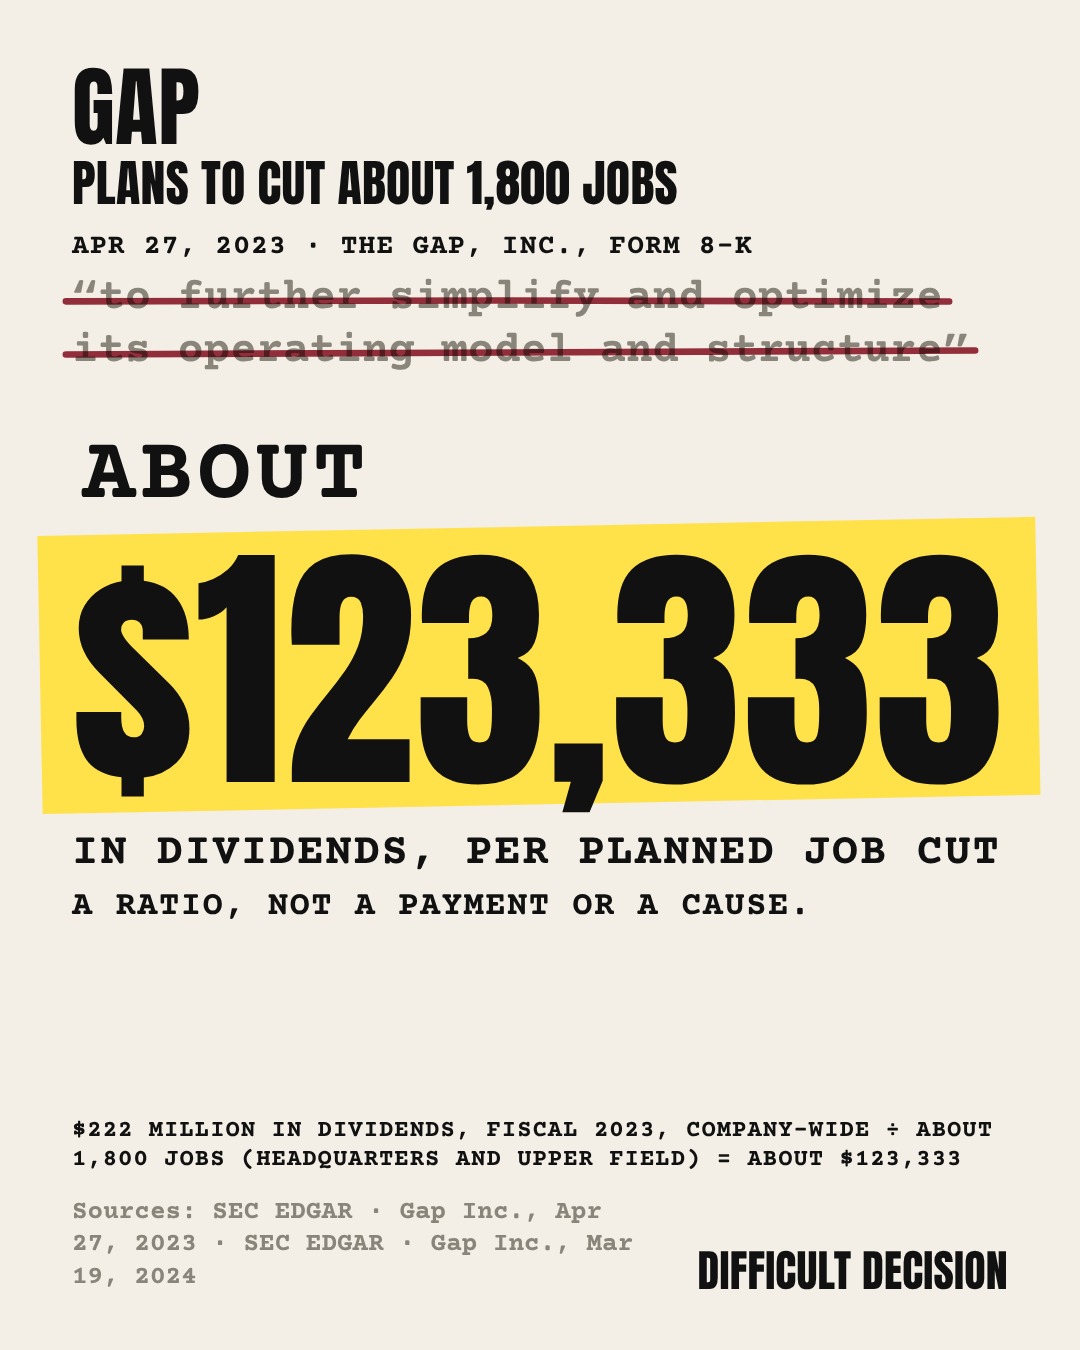 GAP
PLANS TO CUT ABOUT 1,800 JOBS
APR 27, 2023 · THE GAP, INC., FORM 8-K
“to further simplify and optimize
its operating model and structure”
ABOUT
$123,333
IN DIVIDENDS, PER PLANNED JOB CUT
A RATIO, NOT A PAYMENT OR A CAUSE.
$222 MILLION IN DIVIDENDS, FISCAL 2023, COMPANY-WIDE ÷ ABOUT
1,800 JOBS (HEADQUARTERS AND UPPER FIELD) = ABOUT $123,333
Sources: SEC EDGAR · Gap Inc., Apr
27, 2023 · SEC EDGAR · Gap Inc., Mar
19, 2024
DIFFICULT DECISION